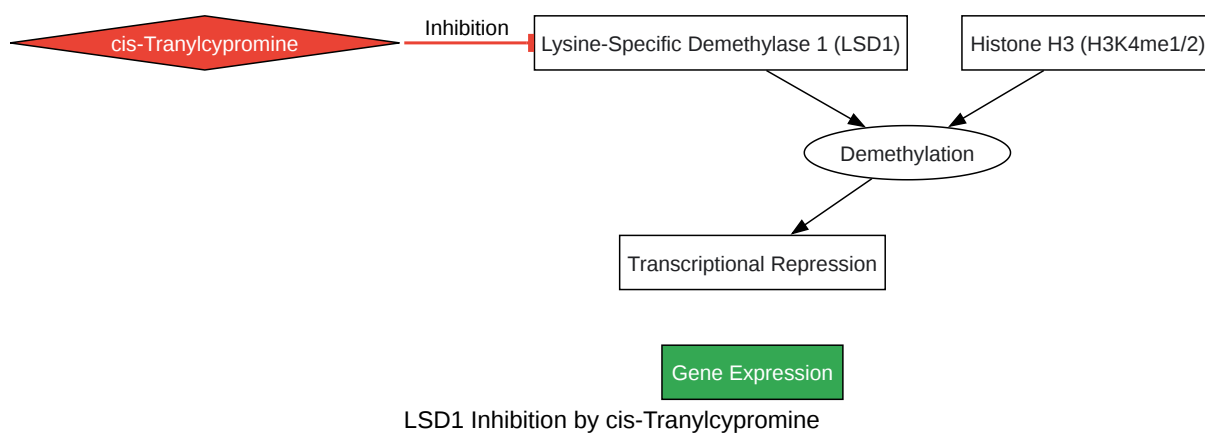 cis-Tranylcypromine
Inhibition
Lysine-Specific Demethylase 1 (LSD1)
Histone H3 (H3K4me1/2)
Demethylation
Transcriptional Repression
Gene Expression
LSD1 Inhibition by cis-Tranylcypromine